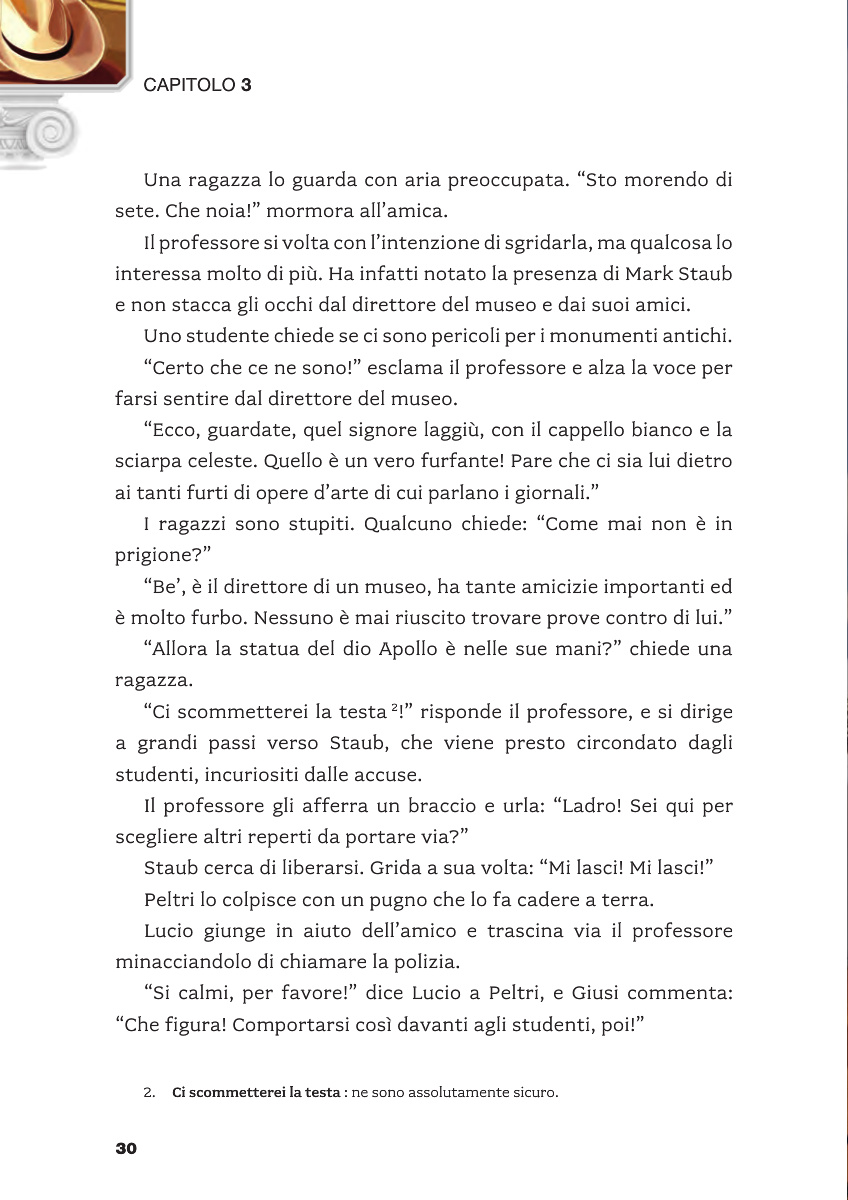 CAPITOLO 3
Una ragazza lo guarda con aria preoccupata. “Sto morendo di
sete. Che noia!” mormora all’amica.
Il professore si volta con l’intenzione di sgridarla, ma qualcosa lo
interessa molto di più. Ha infatti notato la presenza di Mark Staub
e non stacca gli occhi dal direttore del museo e dai suoi amici.
Uno studente chiede se ci sono pericoli per i monumenti antichi.
“Certo che ce ne sono!” esclama il professore e alza la voce per
farsi sentire dal direttore del museo.
“Ecco, guardate, quel signore laggiù, con il cappello bianco e la
sciarpa celeste. Quello è un vero furfante! Pare che ci sia lui dietro
ai tanti furti di opere d’arte di cui parlano i giornali.”
I ragazzi sono stupiti. Qualcuno chiede: “Come mai non è in
prigione?”
“Be’, è il direttore di un museo, ha tante amicizie importanti ed
è molto furbo. Nessuno è mai riuscito trovare prove contro di lui.”
“Allora la statua del dio Apollo è nelle sue mani?” chiede una
ragazza.
“Ci scommetterei la testa ²!” risponde il professore, e si dirige
a grandi passi verso Staub, che viene presto circondato dagli
studenti, incuriositi dalle accuse.
Il professore gli afferra un braccio e urla: “Ladro! Sei qui per
scegliere altri reperti da portare via?”
Staub cerca di liberarsi. Grida a sua volta: “Mi lasci! Mi lasci!”
Peltri lo colpisce con un pugno che lo fa cadere a terra.
Lucio giunge in aiuto dell’amico e trascina via il professore
minacciandolo di chiamare la polizia.
“Si calmi, per favore!” dice Lucio a Peltri, e Giusi commenta:
“Che figura! Comportarsi così davanti agli studenti, poi!”
2. Ci scommetterei la testa : ne sono assolutamente sicuro.
30